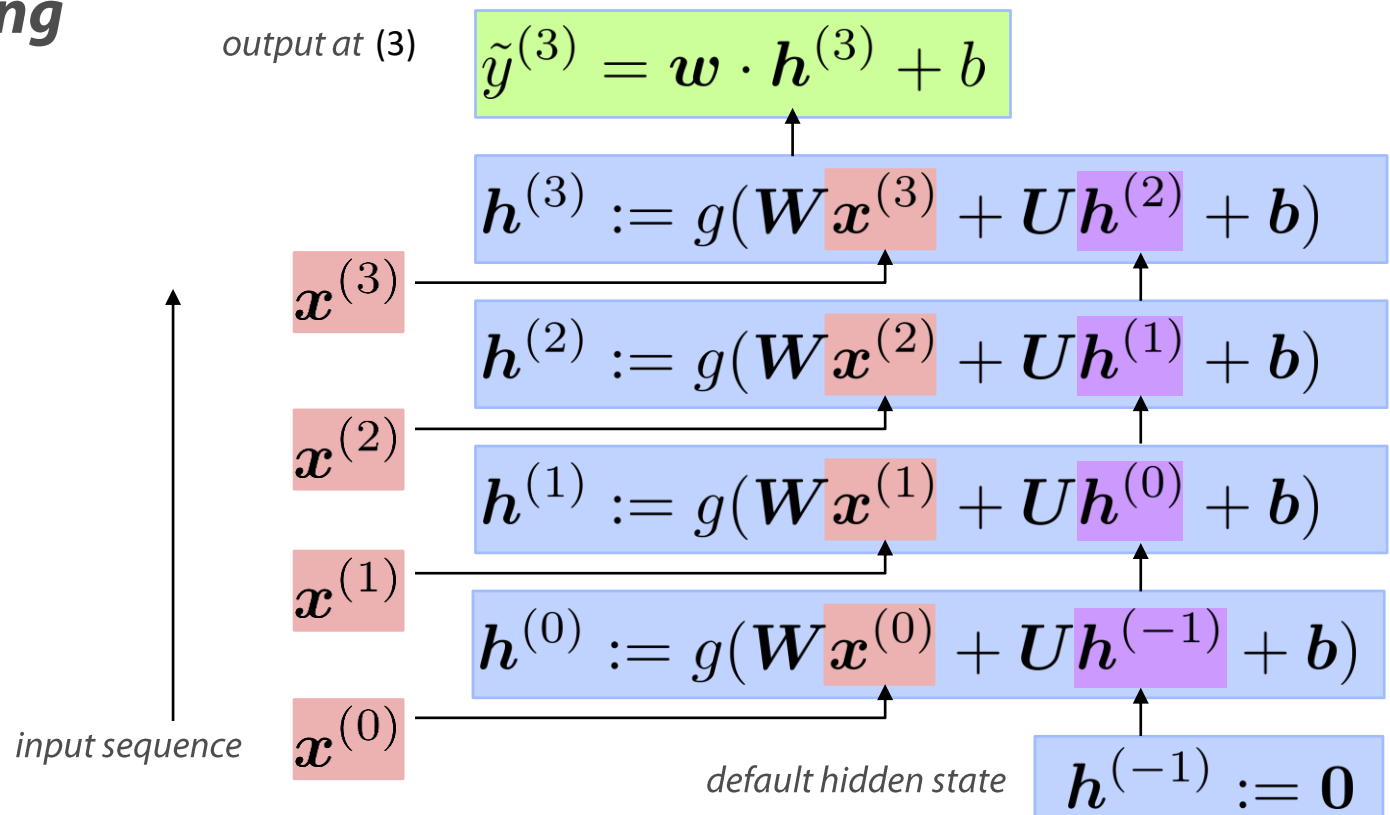 ng
output at (3)
ỹ^(3) = w · h^(3) + b
h^(3) := g(Wx^(3) + Uh^(2) + b)
x^(3)
h^(2) := g(Wx^(2) + Uh^(1) + b)
x^(2)
h^(1) := g(Wx^(1) + Uh^(0) + b)
x^(1)
h^(0) := g(Wx^(0) + Uh^(−1) + b)
x^(0)
input sequence
default hidden state
h^(−1) := 0